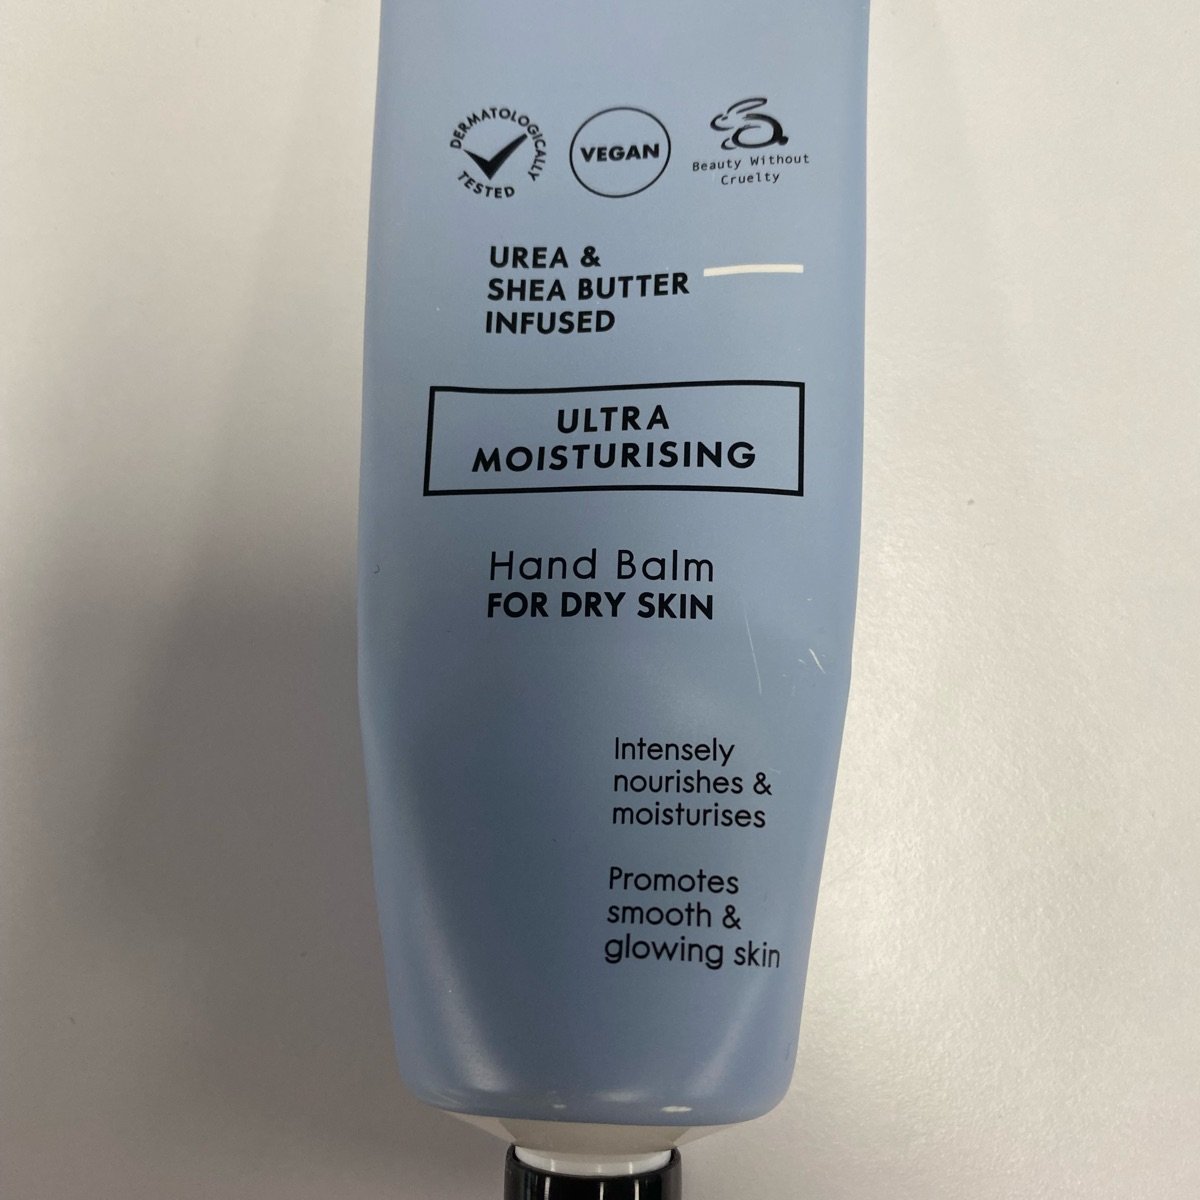 DERMATOLOGICALLY
TESTED
VEGAN
Beauty Without
Cruelty
UREA &
SHEA BUTTER
INFUSED
ULTRA
MOISTURISING
Hand Balm
FOR DRY SKIN
Intensely
nourishes &
moisturises
Promotes
smooth &
glowing skin